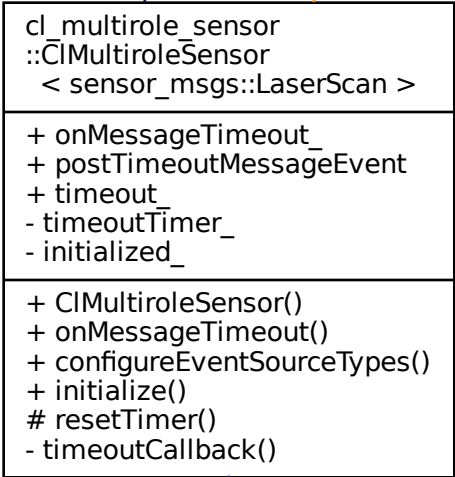 cl_multirole_sensor
::ClMultiroleSensor
< sensor_msgs::LaserScan >
+ onMessageTimeout_
+ postTimeoutMessageEvent
+ timeout_
- timeoutTimer_
- initialized_
+ ClMultiroleSensor()
+ onMessageTimeout()
+ configureEventSourceTypes()
+ initialize()
# resetTimer()
- timeoutCallback()